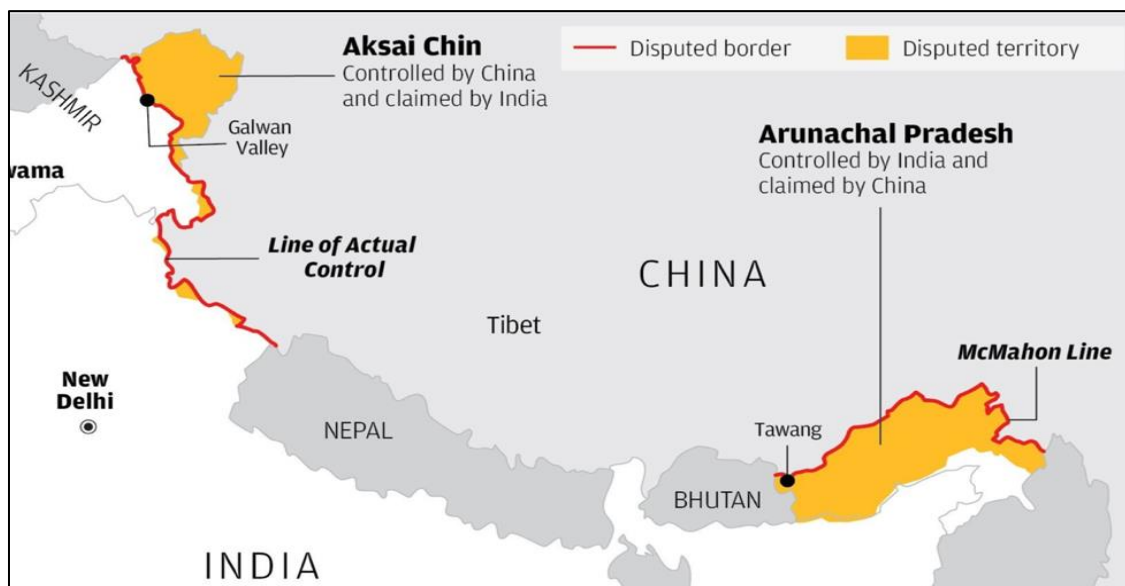 Aksai Chin
Controlled by China
and claimed by India
Disputed border
Disputed territory
KASHMIR
Galwan
Valley
wama
Arunachal Pradesh
Controlled by India and
claimed by China
Line of Actual
Control
CHINA
Tibet
McMahon Line
New
Delhi
NEPAL
Tawang
BHUTAN
INDIA